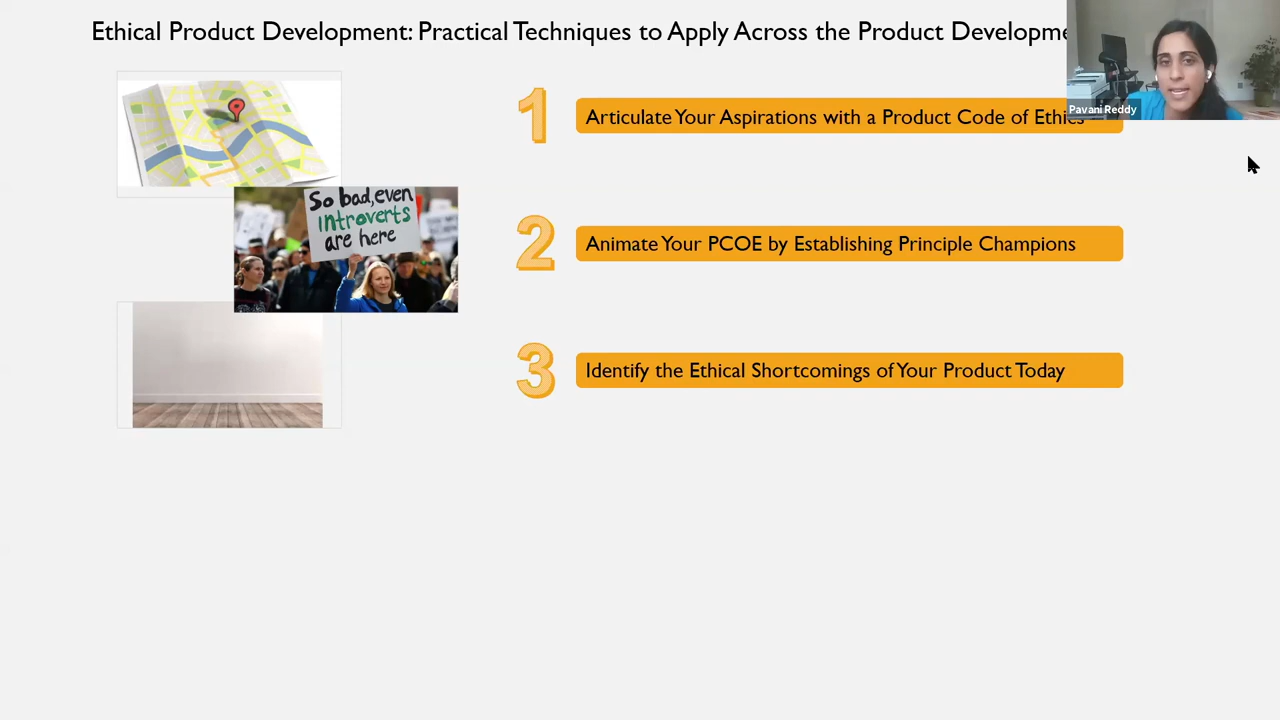 Ethical Product Development: Practical Techniques to Apply Across the Product Developme
Pavani Reddy
1
Articulate Your Aspirations with a Product Code of Ethics
So bad, even
introverts
are here
2
Animate Your PCOE by Establishing Principle Champions
3
Identify the Ethical Shortcomings of Your Product Today